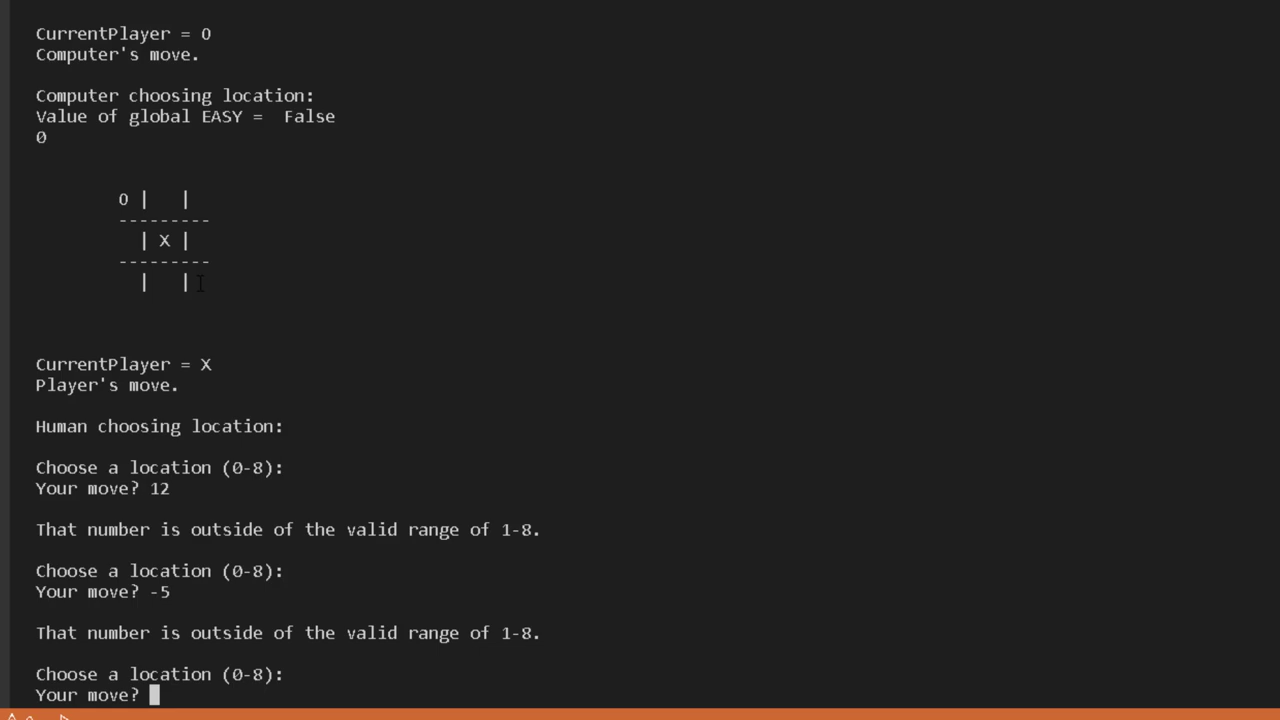 CurrentPlayer = O
Computer's move.
Computer choosing location:
Value of global EASY =  False
0
O |   |
---------
| X |
---------
|   |
CurrentPlayer = X
Player's move.
Human choosing location:
Choose a location (0-8):
Your move? 12
That number is outside of the valid range of 1-8.
Choose a location (0-8):
Your move? -5
That number is outside of the valid range of 1-8.
Choose a location (0-8):
Your move?